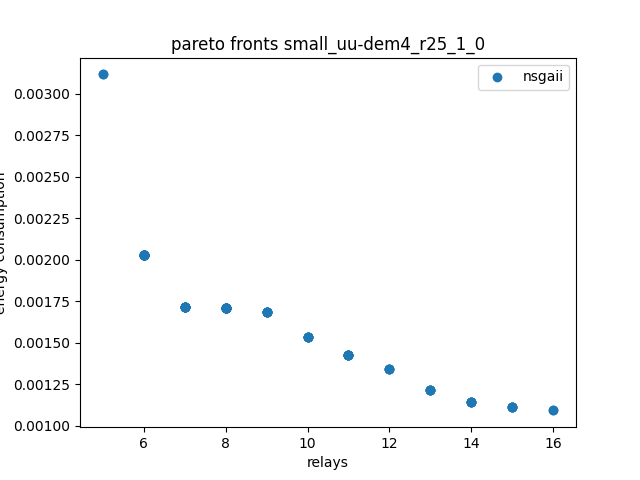 pareto fronts small_uu-dem4_r25_1_0
nsgaii
0.00300
0.00275
0.00250
0.00225
0.00200
0.00175
0.00150
0.00125
0.00100
energy consumption
6 8 10 12 14 16
relays